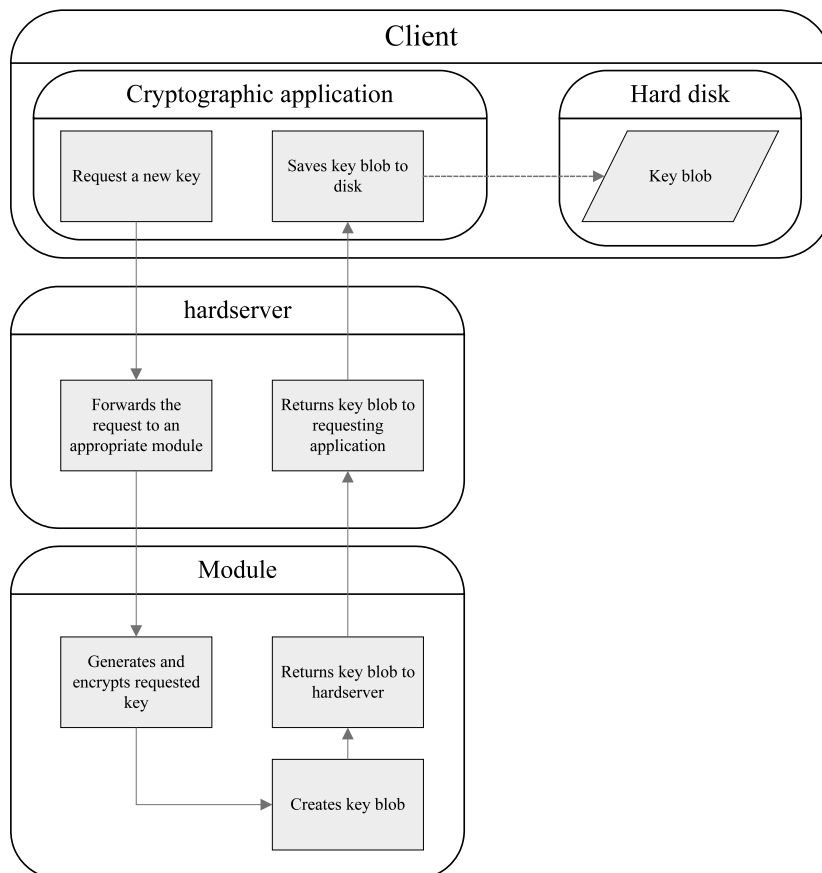 Client
Cryptographic application
Hard disk
Request a new key
Saves key blob to
disk
Key blob
hardserver
Forwards the
request to an
appropriate module
Returns key blob to
requesting
application
Module
Generates and
encrypts requested
key
Returns key blob to
hardserver
Creates key blob